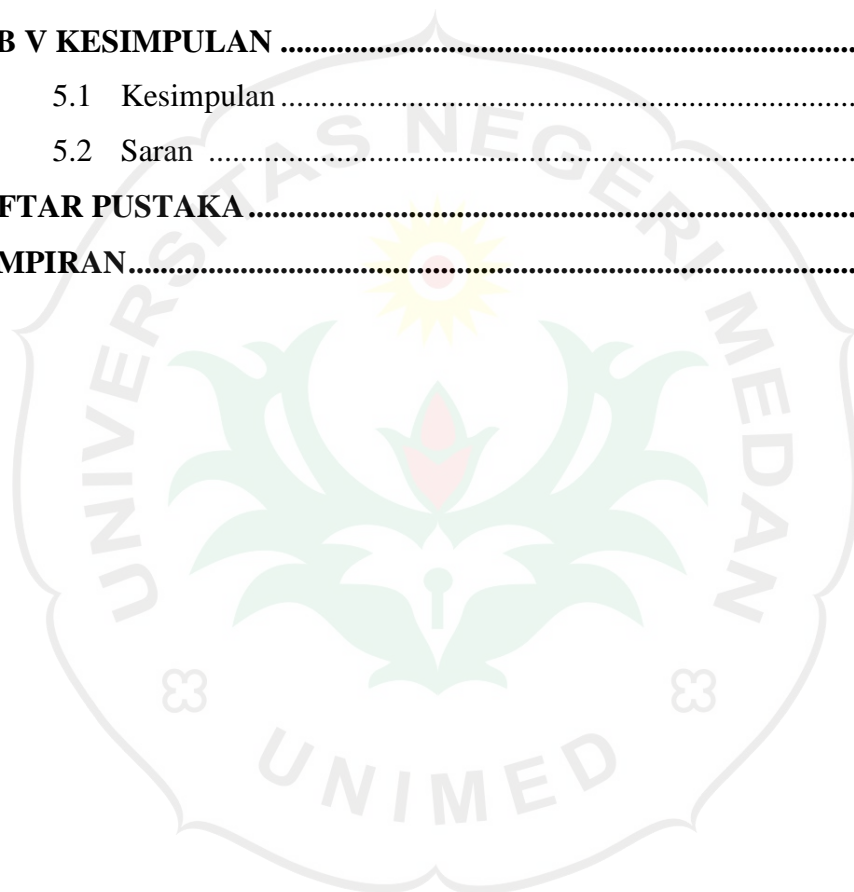 B V KESIMPULAN ................................................................................
5.1 Kesimpulan ................................................................................
5.2 Saran ................................................................................
FTAR PUSTAKA ................................................................................
MPIRAN ................................................................................
UNIVERSITAS NEGERI MEDAN
UNIMED